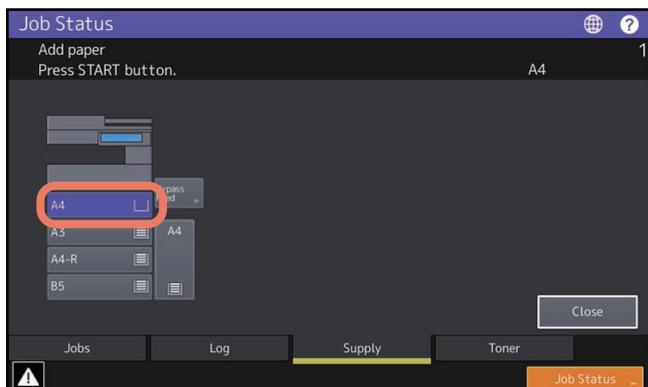 Job Status
?
Add paper
1
Press START button.
A4
A4
A3
A4
A4-R
B5
Close
Jobs
Log
Supply
Toner
Job Status